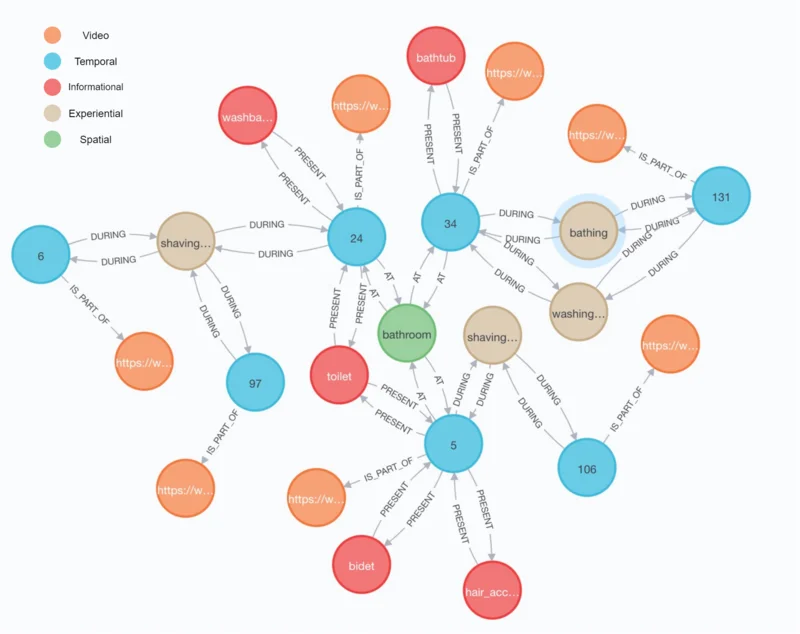 Video
Temporal
Informational
Experiential
Spatial
bathtub
https://w...
https://w...
washba...
https://w...
PRESENT
PRESENT
IS_PART_OF
PRESENT
PRESENT
IS_PART_OF
IS_PART_OF
131
DURING
DURING
DURING
DURING
DURING
DURING
bathing
34
DURING
DURING
DURING
DURING
24
shaving...
6
DURING
DURING
DURING
DURING
IS_PART_OF
https://w...
DURING
DURING
97
IS_PART_OF
https://w...
PRESENT
PRESENT
AT
AT
AT
AT
bathroom
washing...
shaving...
https://w...
toilet
PRESENT
PRESENT
AT
AT
DURING
DURING
DURING
DURING
IS_PART_OF
5
106
IS_PART_OF
https://w...
PRESENT
PRESENT
PRESENT
PRESENT
bidet
hair_acc...